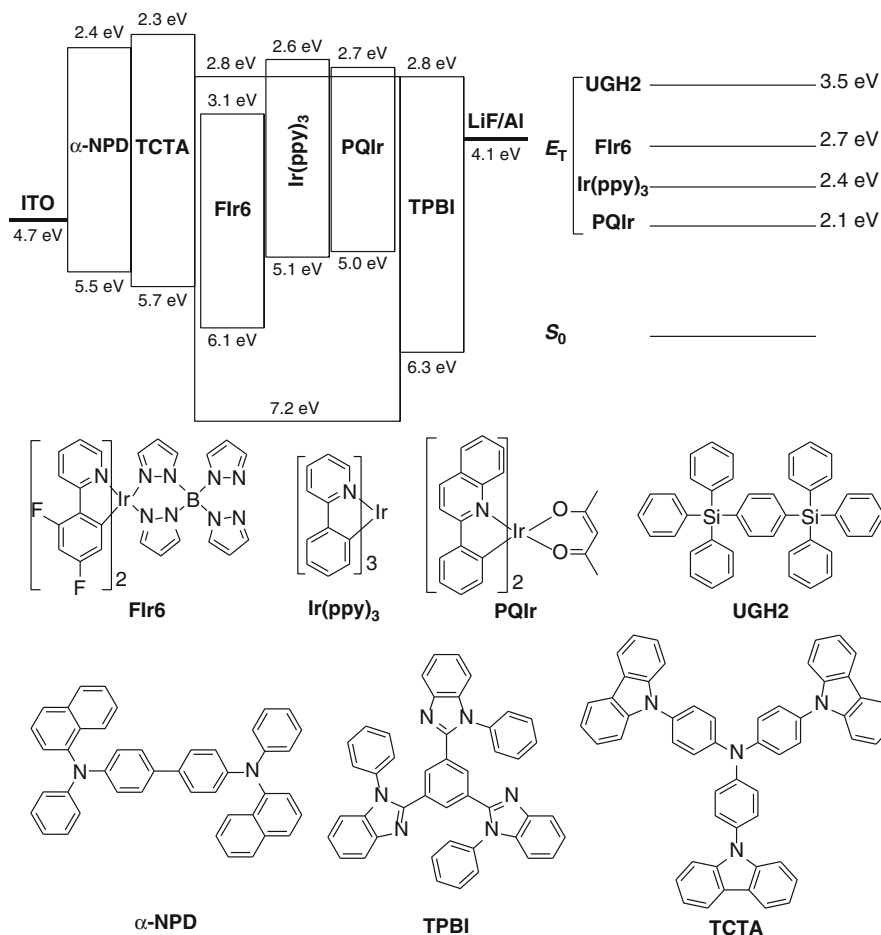 2.4 eV
2.3 eV
2.8 eV
2.6 eV
2.7 eV
2.8 eV
3.1 eV
α-NPD
TCTA
FIr6
Ir(ppy)3
PQIr
TPBI
LiF/Al
4.1 eV
ITO
4.7 eV
5.5 eV
5.7 eV
6.1 eV
5.1 eV
5.0 eV
6.3 eV
7.2 eV
ET
UGH2
3.5 eV
FIr6
2.7 eV
Ir(ppy)3
2.4 eV
PQIr
2.1 eV
S0
N
Ir
N
N
N
N
B
N
N
N
N
F
F
2
FIr6
N
Ir
3
Ir(ppy)3
N
Ir
O
O
2
PQIr
Si
Si
UGH2
N
N
α-NPD
N
N
N
N
N
N
TPBI
N
N
N
N
TCTA